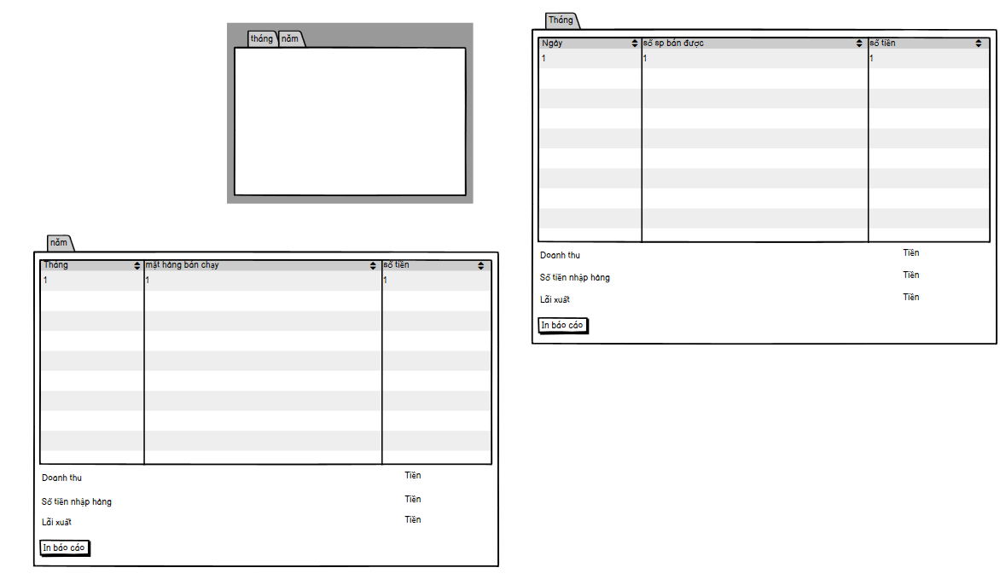 tháng năm
Tháng
Ngày số sp bán được số tiền
1 1 1
Doanh thu Tiền
Số tiền nhập hàng Tiền
Lãi xuất Tiền
In báo cáo
năm
Tháng mặt hàng bán chạy số tiền
1 1 1
Doanh thu Tiền
Số tiền nhập hàng Tiền
Lãi xuất Tiền
In báo cáo